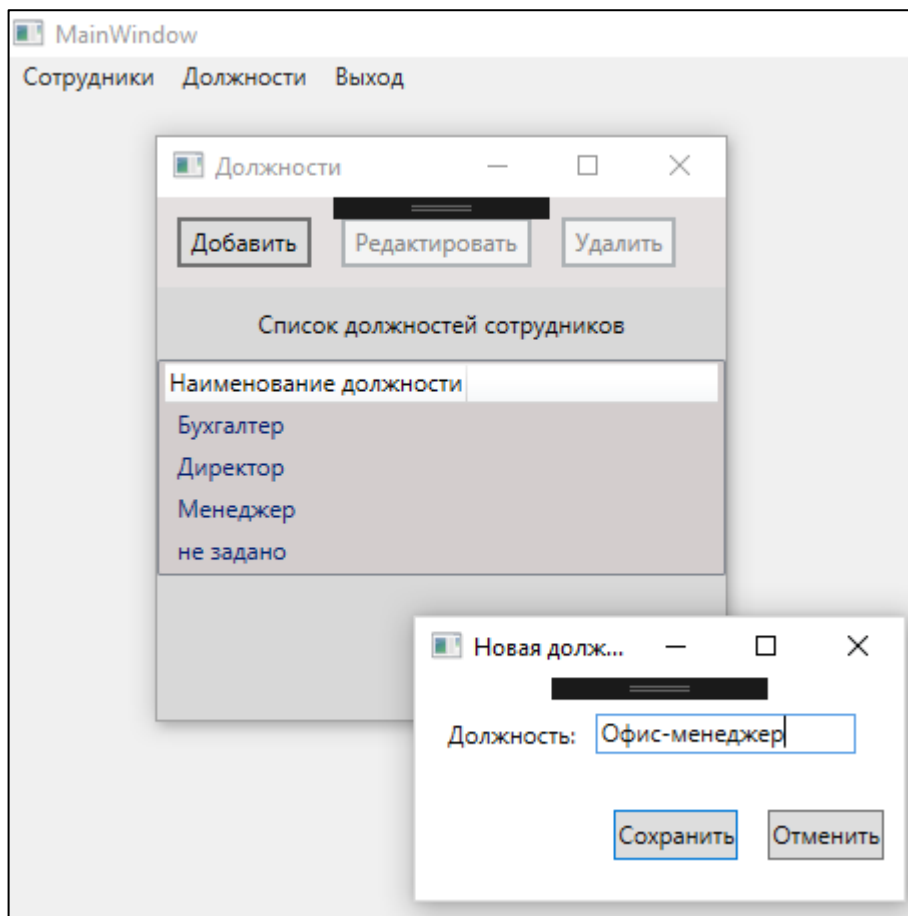 MainWindow
Сотрудники Должности Выход
Должности
Добавить Редактировать Удалить
Список должностей сотрудников
Наименование должности
Бухгалтер
Директор
Менеджер
не задано
Новая долж...
Должность: Офис-менеджер
Сохранить Отменить